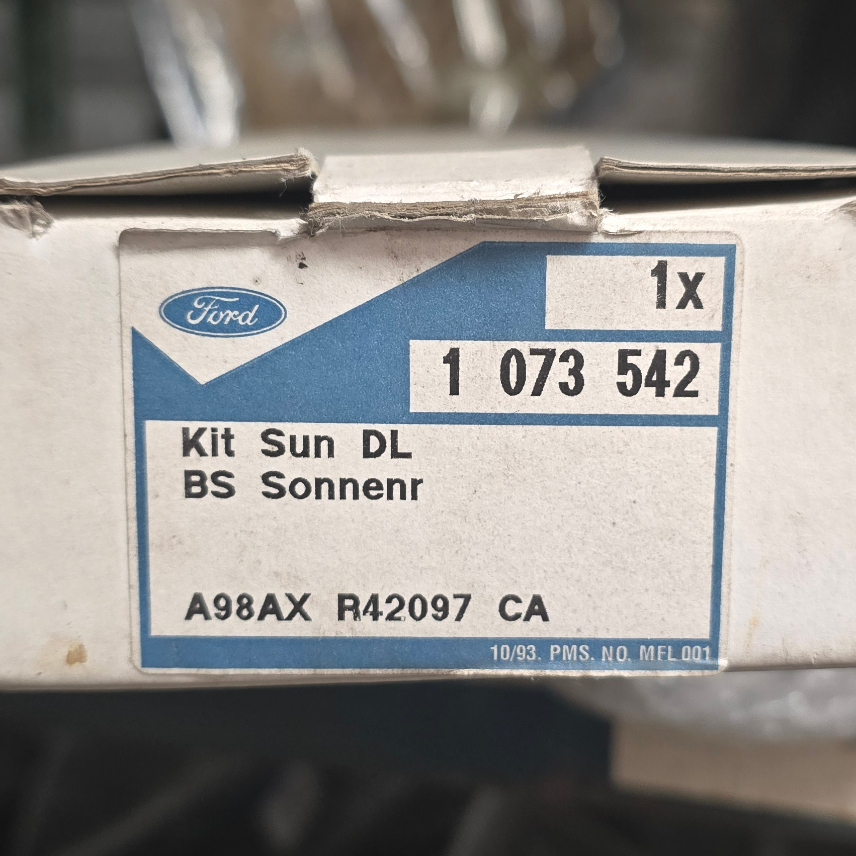 Ford
1x
1 073 542
Kit Sun DL
BS Sonnenr
A98AX R42097 CA
10/93. PMS. NO. MFL.001